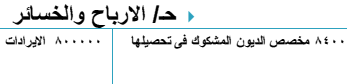 حـ/ الارباح والخسائر
٨٤٠٠ مخصص الديون المشكوك فى تحصيلها ٨٠٠٠٠٠ الايرادات